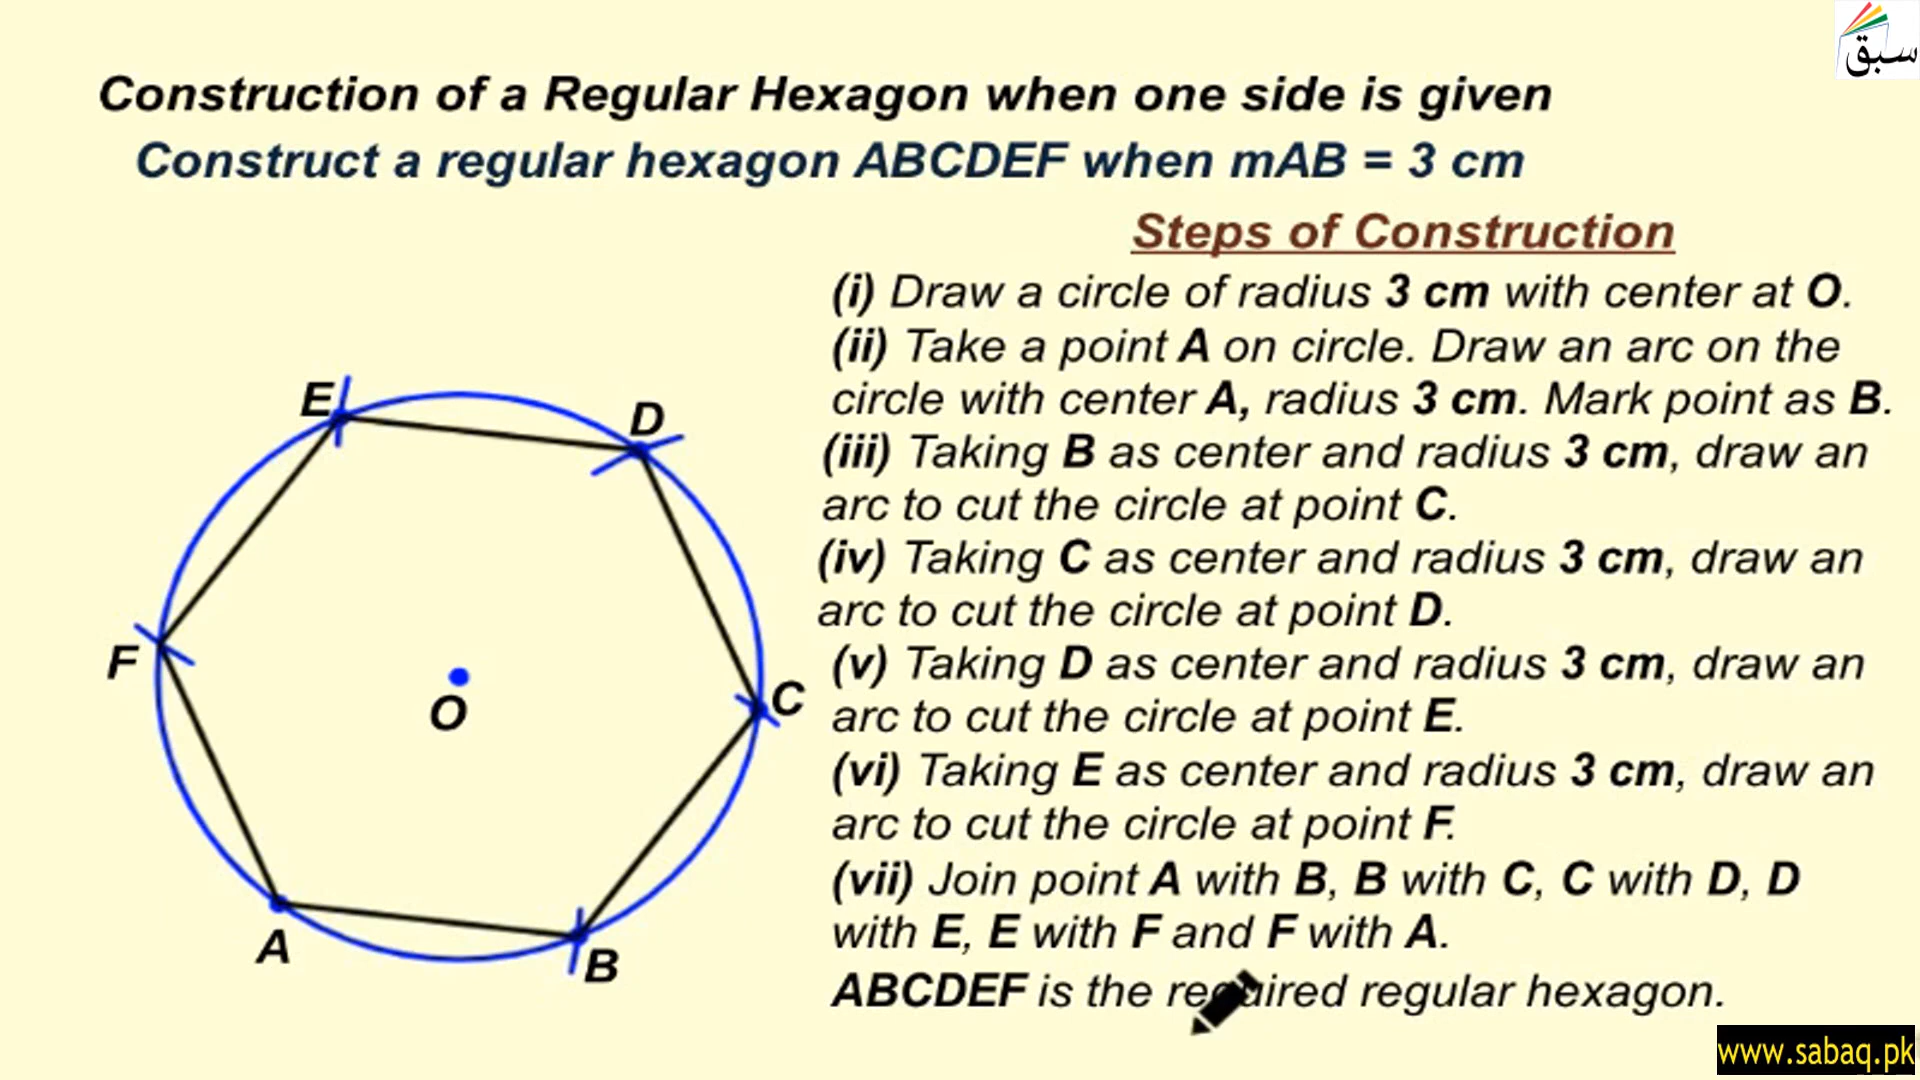 سبق
Construction of a Regular Hexagon when one side is given
Construct a regular hexagon ABCDEF when mAB = 3 cm
Steps of Construction
(i) Draw a circle of radius 3 cm with center at O.
(ii) Take a point A on circle. Draw an arc on the
circle with center A, radius 3 cm. Mark point as B.
(iii) Taking B as center and radius 3 cm, draw an
arc to cut the circle at point C.
(iv) Taking C as center and radius 3 cm, draw an
arc to cut the circle at point D.
(v) Taking D as center and radius 3 cm, draw an
arc to cut the circle at point E.
(vi) Taking E as center and radius 3 cm, draw an
arc to cut the circle at point F.
(vii) Join point A with B, B with C, C with D, D
with E, E with F and F with A.
ABCDEF is the required regular hexagon.
E
D
F
O
C
A
B
www.sabaq.pk